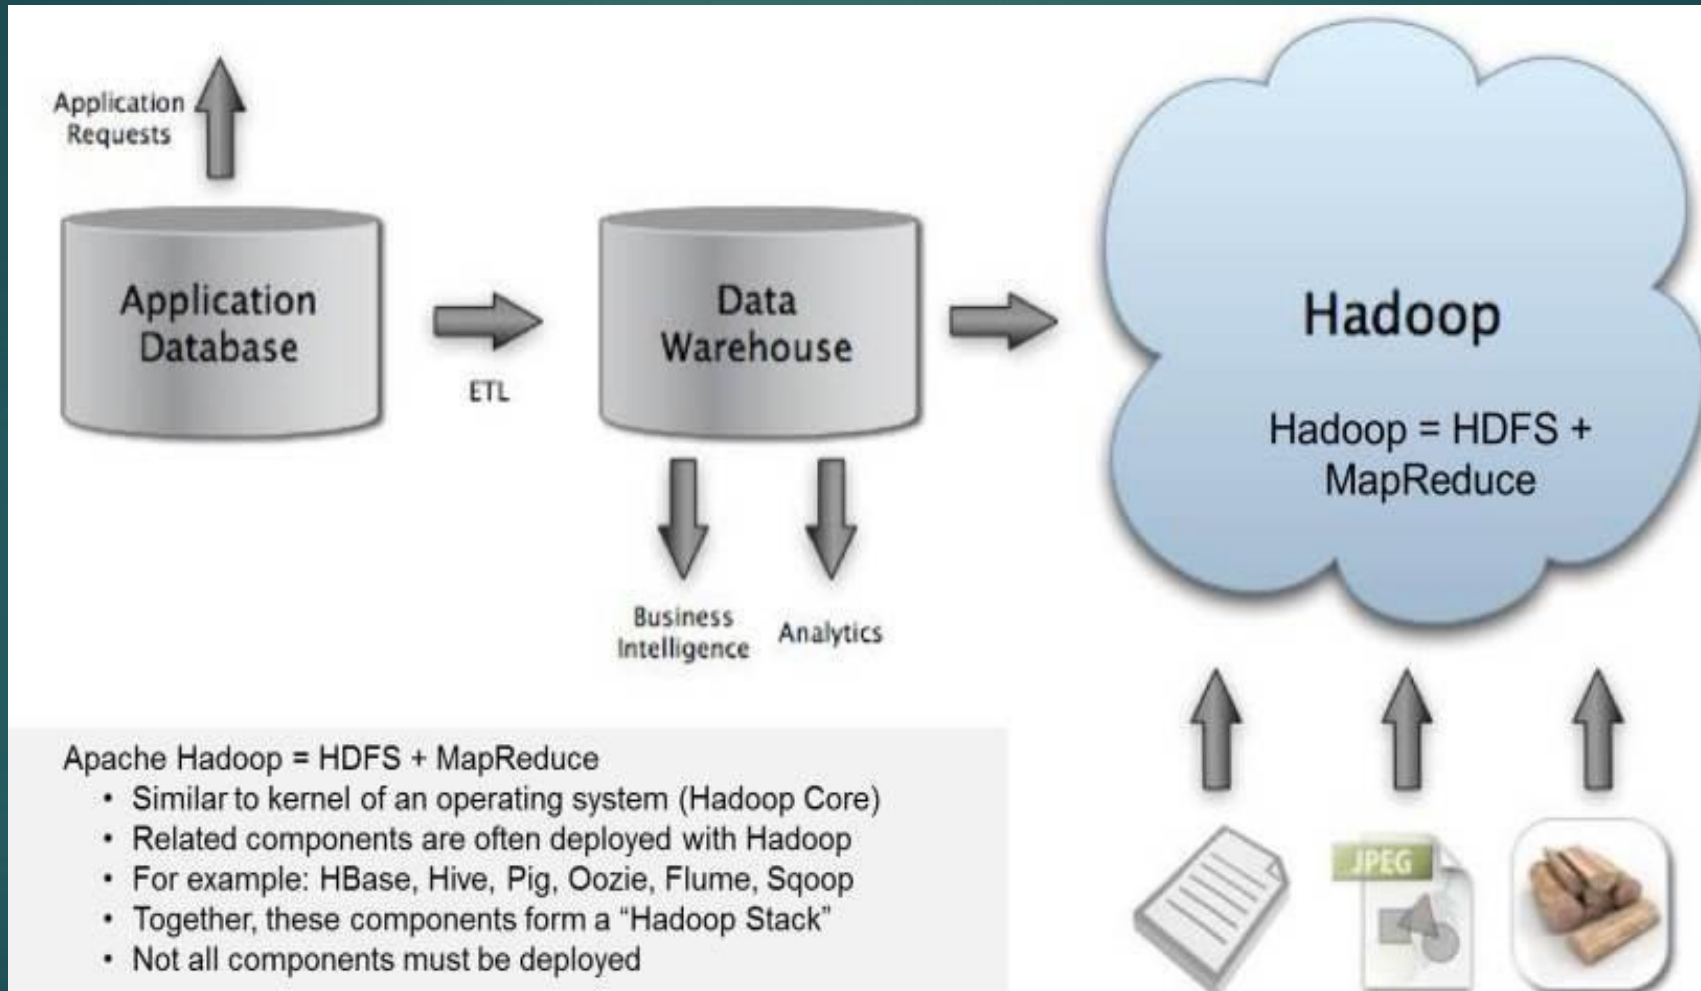 Application
Requests
Application
Database
ETL
Data
Warehouse
Business
Intelligence
Analytics
Hadoop
Hadoop = HDFS +
MapReduce
JPEG
Apache Hadoop = HDFS + MapReduce
• Similar to kernel of an operating system (Hadoop Core)
• Related components are often deployed with Hadoop
• For example: HBase, Hive, Pig, Oozie, Flume, Sqoop
• Together, these components form a “Hadoop Stack”
• Not all components must be deployed